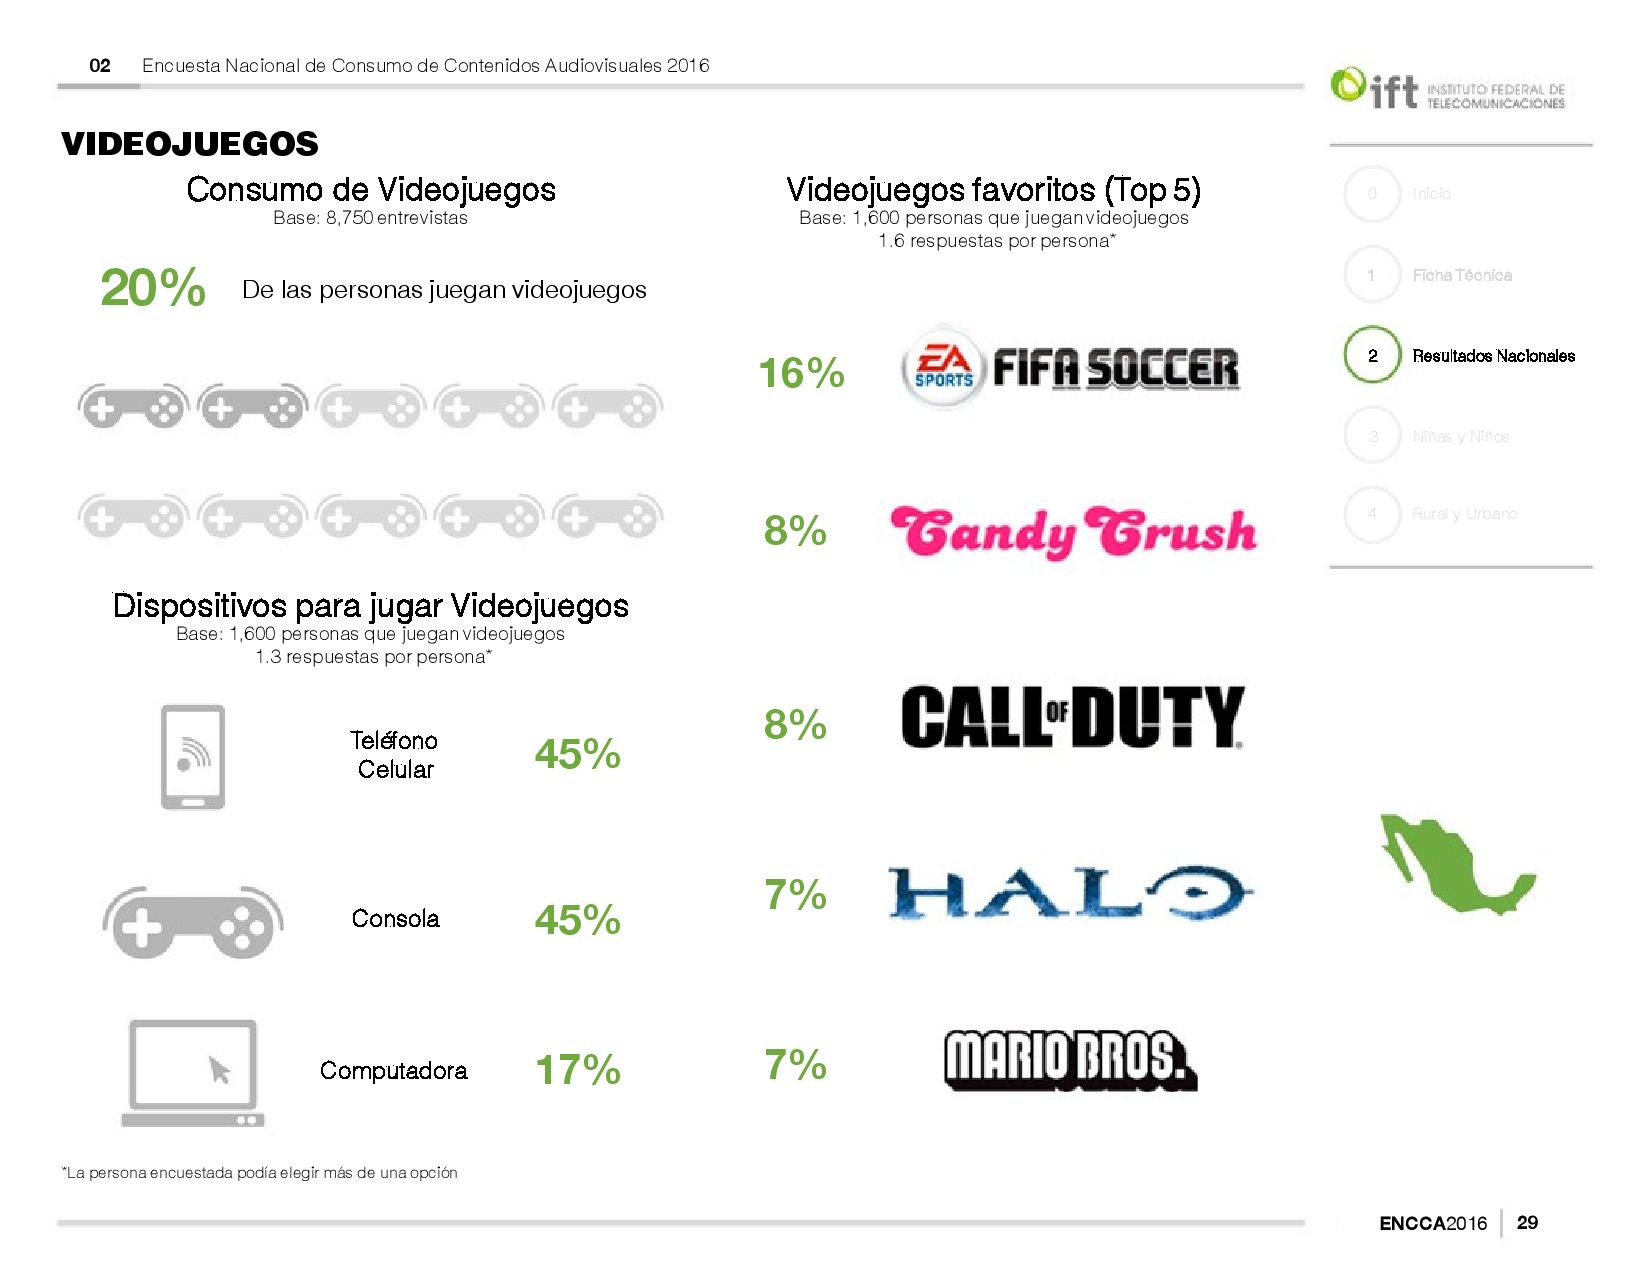 02 Encuesta Nacional de Consumo de Contenidos Audiovisuales 2016
ift INSTITUTO FEDERAL DE
TELECOMUNICACIONES
VIDEOJUEGOS
Consumo de Videojuegos
Base: 8,750 entrevistas
20% De las personas juegan videojuegos
Dispositivos para jugar Videojuegos
Base: 1,600 personas que juegan videojuegos
1.3 respuestas por persona*
Teléfono
Celular
45%
Consola 45%
Computadora 17%
Videojuegos favoritos (Top 5)
Base: 1,600 personas que juegan videojuegos
1.6 respuestas por persona*
16% EA SPORTS FIFA SOCCER
8% Candy Crush
8% CALL OF DUTY
7% HALO
7% MARIO BROS.
0 Inicio
1 Ficha Técnica
2 Resultados Nacionales
3 Niñas y Niños
4 Rural y Urbano
*La persona encuestada podía elegir más de una opción
ENCCA2016 29